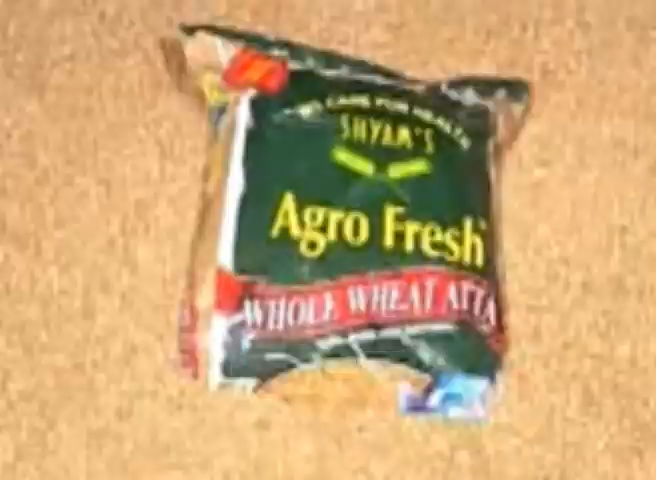 WE CARE FOR HEALTH
SHYAM'S
Agro Fresh
WHOLE WHEAT ATTA